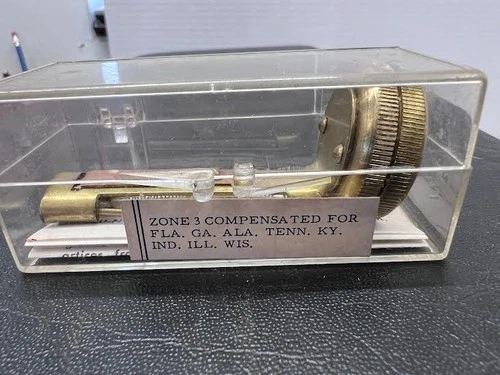 ZONE 3 COMPENSATED FOR
FLA. GA. ALA. TENN. KY.
IND. ILL. WIS.